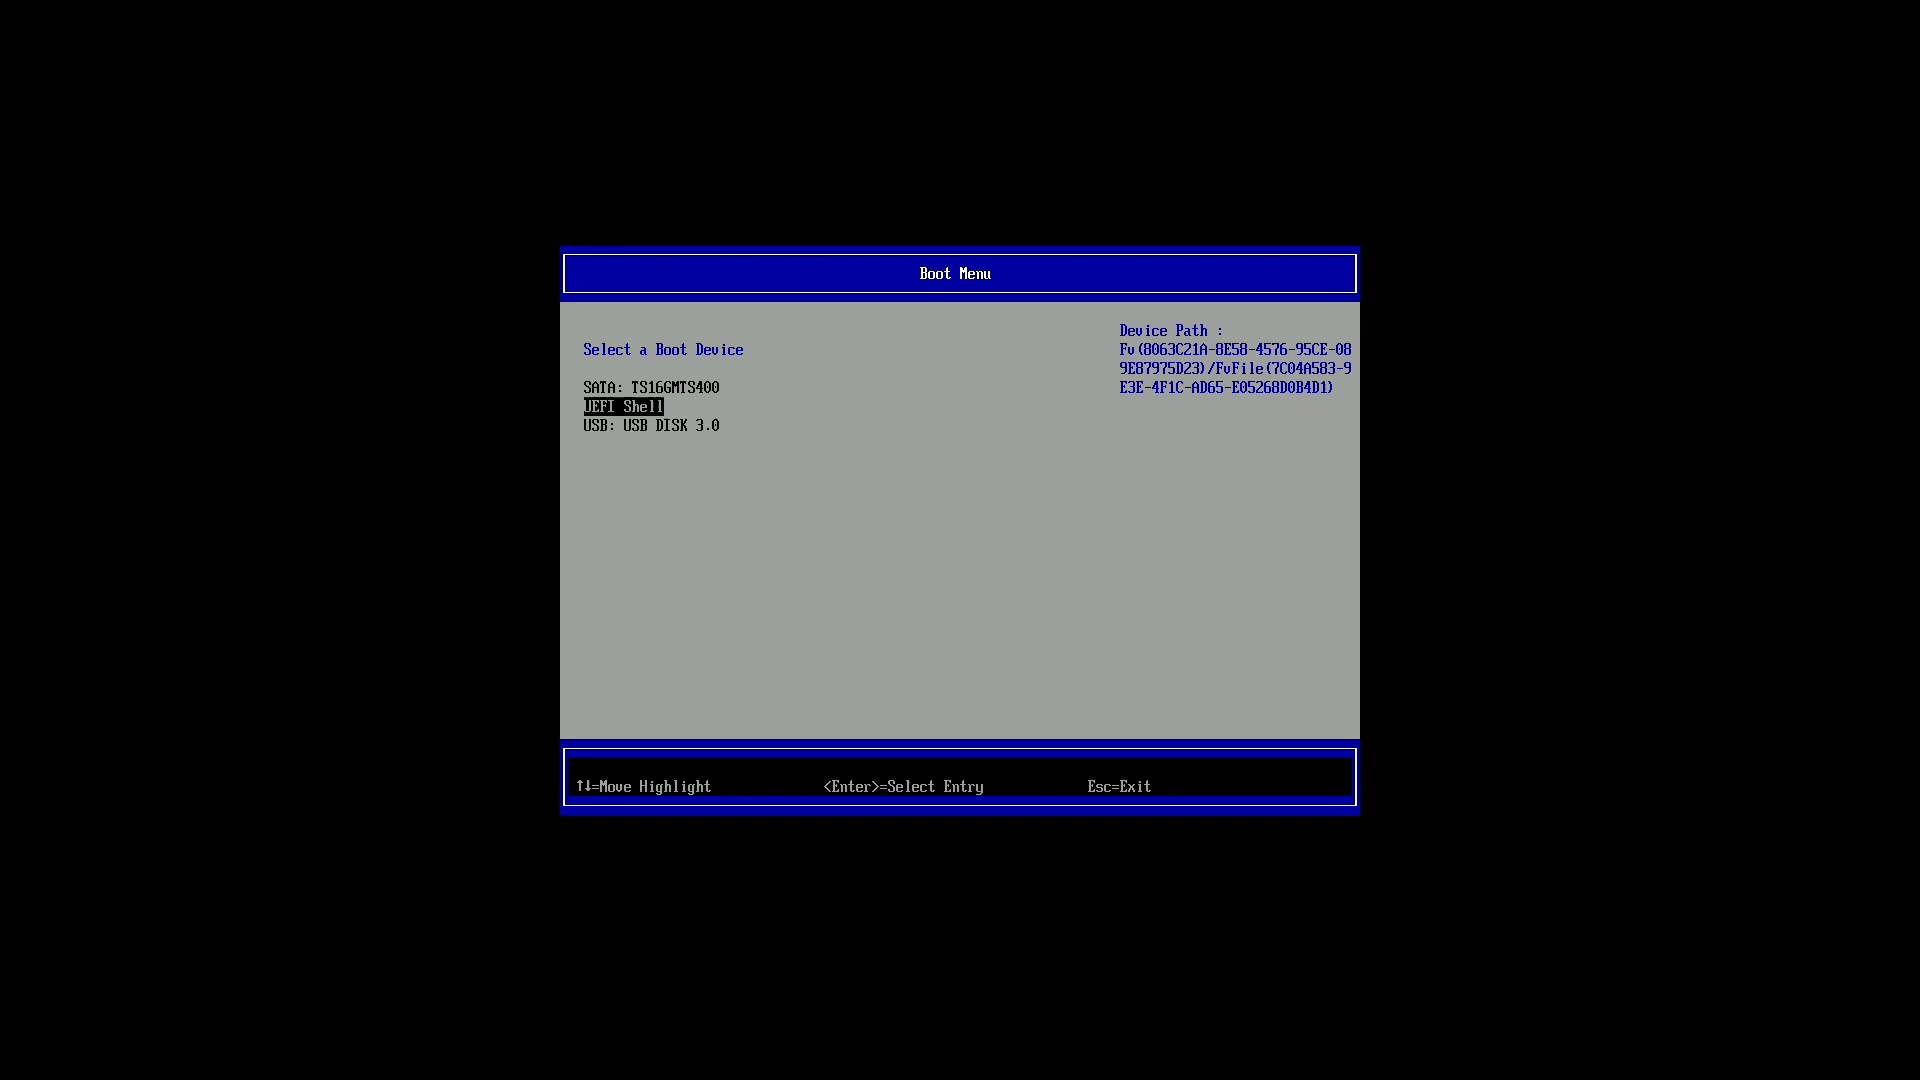 Boot Menu
Select a Boot Device
SATA: TS16GMTS400
UEFI Shell
USB: USB DISK 3.0
Device Path :
Fv(8063C21A-8E58-4576-95CE-08
9E87975D23)/FvFile(7C04A583-9
E3E-4F1C-AD65-E05268D0B4D1)
↑↓=Move Highlight <Enter>=Select Entry Esc=Exit